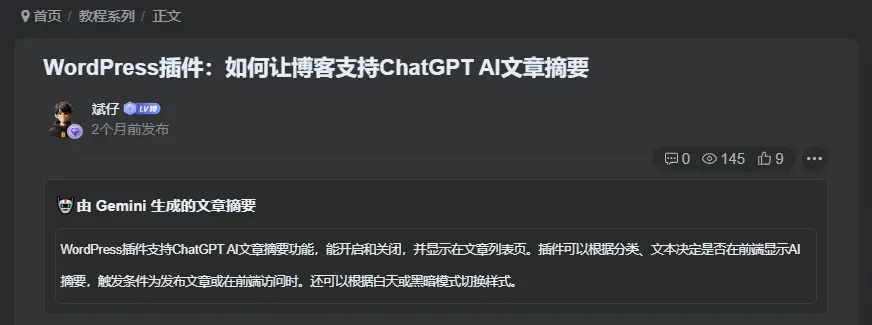 首页 / 教程系列 / 正文
WordPress插件：如何让博客支持ChatGPT AI文章摘要
斌仔 LV10
2个月前发布
0 145 9
由 Gemini 生成的文章摘要
WordPress插件支持ChatGPT AI文章摘要功能，能开启和关闭，并显示在文章列表页。插件可以根据分类、文本决定是否在前端显示AI
摘要，触发条件为发布文章或在前端访问时。还可以根据白天或黑暗模式切换样式。